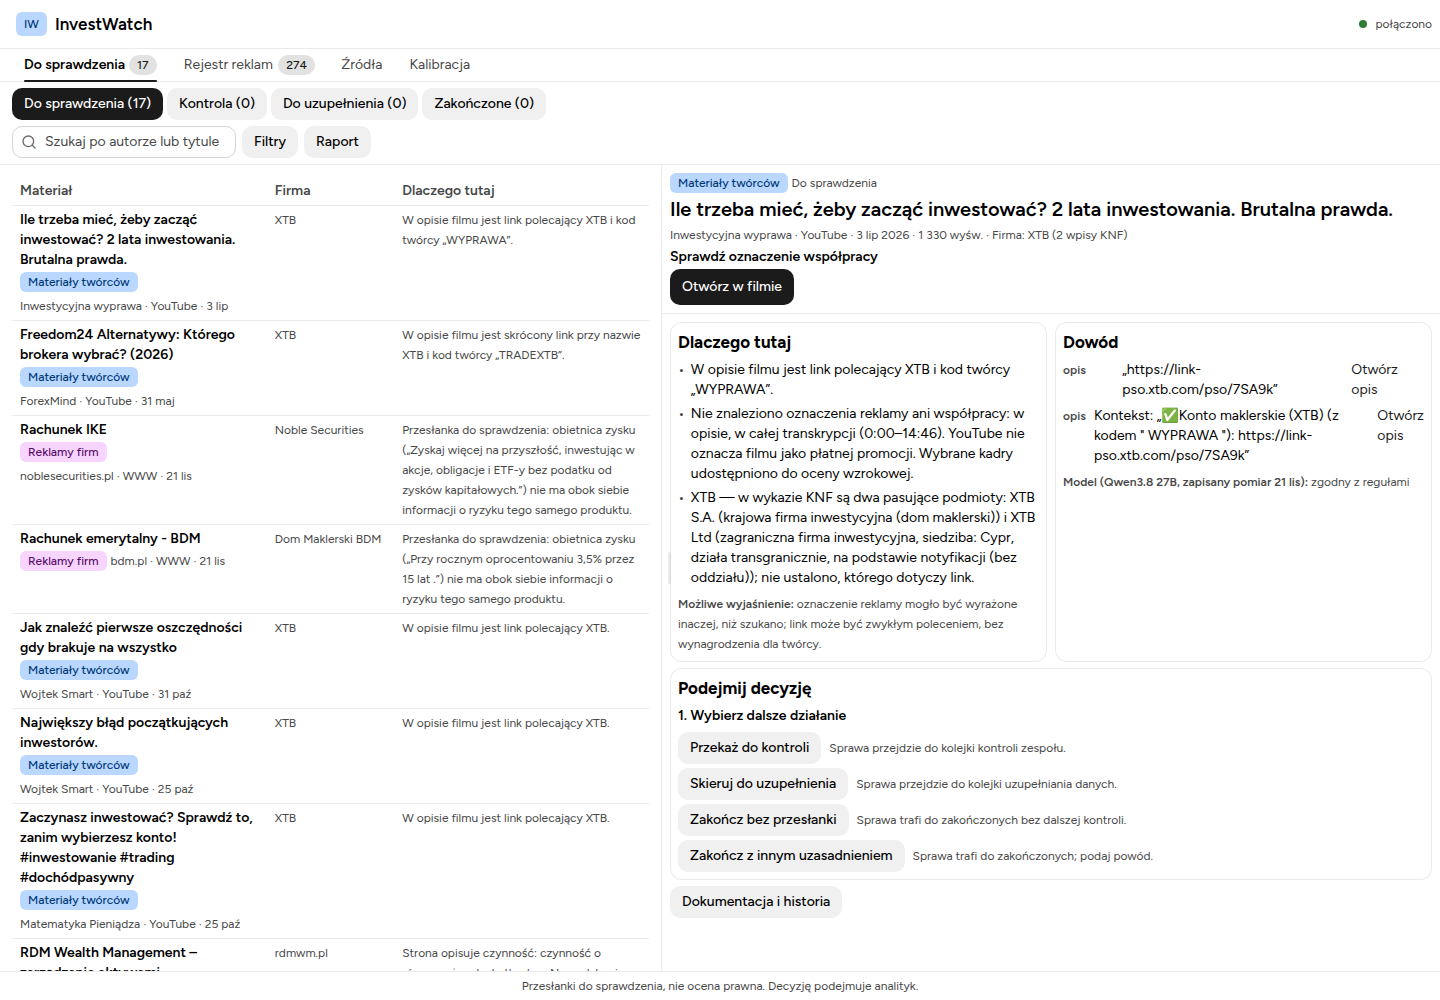 IW InvestWatch
połączono
Do sprawdzenia 17 Rejestr reklam 274 Źródła Kalibracja
Do sprawdzenia (17) Kontrola (0) Do uzupełnienia (0) Zakończone (0)
Szukaj po autorze lub tytule Filtry Raport
Materiał Firma Dlaczego tutaj
Ile trzeba mieć, żeby zacząć
inwestować? 2 lata inwestowania.
Brutalna prawda.
Materiały twórców
Inwestycyjna wyprawa · YouTube · 3 lip
XTB
W opisie filmu jest link polecający XTB i kod
twórcy „WYPRAWA”.
Freedom24 Alternatywy: Którego
brokera wybrać? (2026)
Materiały twórców
ForexMind · YouTube · 31 maj
XTB
W opisie filmu jest skrócony link przy nazwie
XTB i kod twórcy „TRADEXTB”.
Rachunek IKE
Reklamy firm
noblesecurities.pl · WWW · 21 lis
Noble Securities
Przesłanka do sprawdzenia: obietnica zysku
(„Zyskaj więcej na przyszłość, inwestując w
akcje, obligacje i ETF-y bez podatku od
zysków kapitałowych.”) nie ma obok siebie
informacji o ryzyku tego samego produktu.
Rachunek emerytalny - BDM
Reklamy firm bdm.pl · WWW · 21 lis
Dom Maklerski BDM
Przesłanka do sprawdzenia: obietnica zysku
(„Przy rocznym oprocentowaniu 3,5% przez
15 lat .”) nie ma obok siebie informacji o
ryzyku tego samego produktu.
Jak znaleźć pierwsze oszczędności
gdy brakuje na wszystko
Materiały twórców
Wojtek Smart · YouTube · 31 paź
XTB
W opisie filmu jest link polecający XTB.
Największy błąd początkujących
inwestorów.
Materiały twórców
Wojtek Smart · YouTube · 25 paź
XTB
W opisie filmu jest link polecający XTB.
Zaczynasz inwestować? Sprawdź to,
zanim wybierzesz konto!
#inwestowanie #trading
#dochódpasywny
Materiały twórców
Matematyka Pieniądza · YouTube · 25 paź
XTB
W opisie filmu jest link polecający XTB.
RDM Wealth Management –
rdmwm.pl
Strona opisuje czynność: czynność o
Materiały twórców Do sprawdzenia
Ile trzeba mieć, żeby zacząć inwestować? 2 lata inwestowania. Brutalna prawda.
Inwestycyjna wyprawa · YouTube · 3 lip 2026 · 1 330 wyśw. · Firma: XTB (2 wpisy KNF)
Sprawdź oznaczenie współpracy
Otwórz w filmie
Dlaczego tutaj
• W opisie filmu jest link polecający XTB i kod twórcy
„WYPRAWA”.
• Nie znaleziono oznaczenia reklamy ani współpracy: w
opisie, w całej transkrypcji (0:00–14:46). YouTube nie
oznacza filmu jako płatnej promocji. Wybrane kadry
udostępniono do oceny wzrokowej.
• XTB — w wykazie KNF są dwa pasujące podmioty: XTB
S.A. (krajowa firma inwestycyjna (dom maklerski)) i XTB
Ltd (zagraniczna firma inwestycyjna, siedziba: Cypr,
działa transgranicznie, na podstawie notyfikacji (bez
oddziału)); nie ustalono, którego dotyczy link.
Możliwe wyjaśnienie: oznaczenie reklamy mogło być wyrażone
inaczej, niż szukano; link może być zwykłym poleceniem, bez
wynagrodzenia dla twórcy.
Dowód
opis „https://link-
pso.xtb.com/pso/7SA9k”
Otwórz
opis
opis Kontekst: „✅Konto maklerskie (XTB) (z
kodem " WYPRAWA "): https://link-
pso.xtb.com/pso/7SA9k”
Otwórz
opis
Model (Qwen3.8 27B, zapisany pomiar 21 lis): zgodny z regułami
Podejmij decyzję
1. Wybierz dalsze działanie
Przekaż do kontroli Sprawa przejdzie do kolejki kontroli zespołu.
Skieruj do uzupełnienia Sprawa przejdzie do kolejki uzupełniania danych.
Zakończ bez przesłanki Sprawa trafi do zakończonych bez dalszej kontroli.
Zakończ z innym uzasadnieniem Sprawa trafi do zakończonych; podaj powód.
Dokumentacja i historia
Przesłanki do sprawdzenia, nie ocena prawna. Decyzję podejmuje analityk.